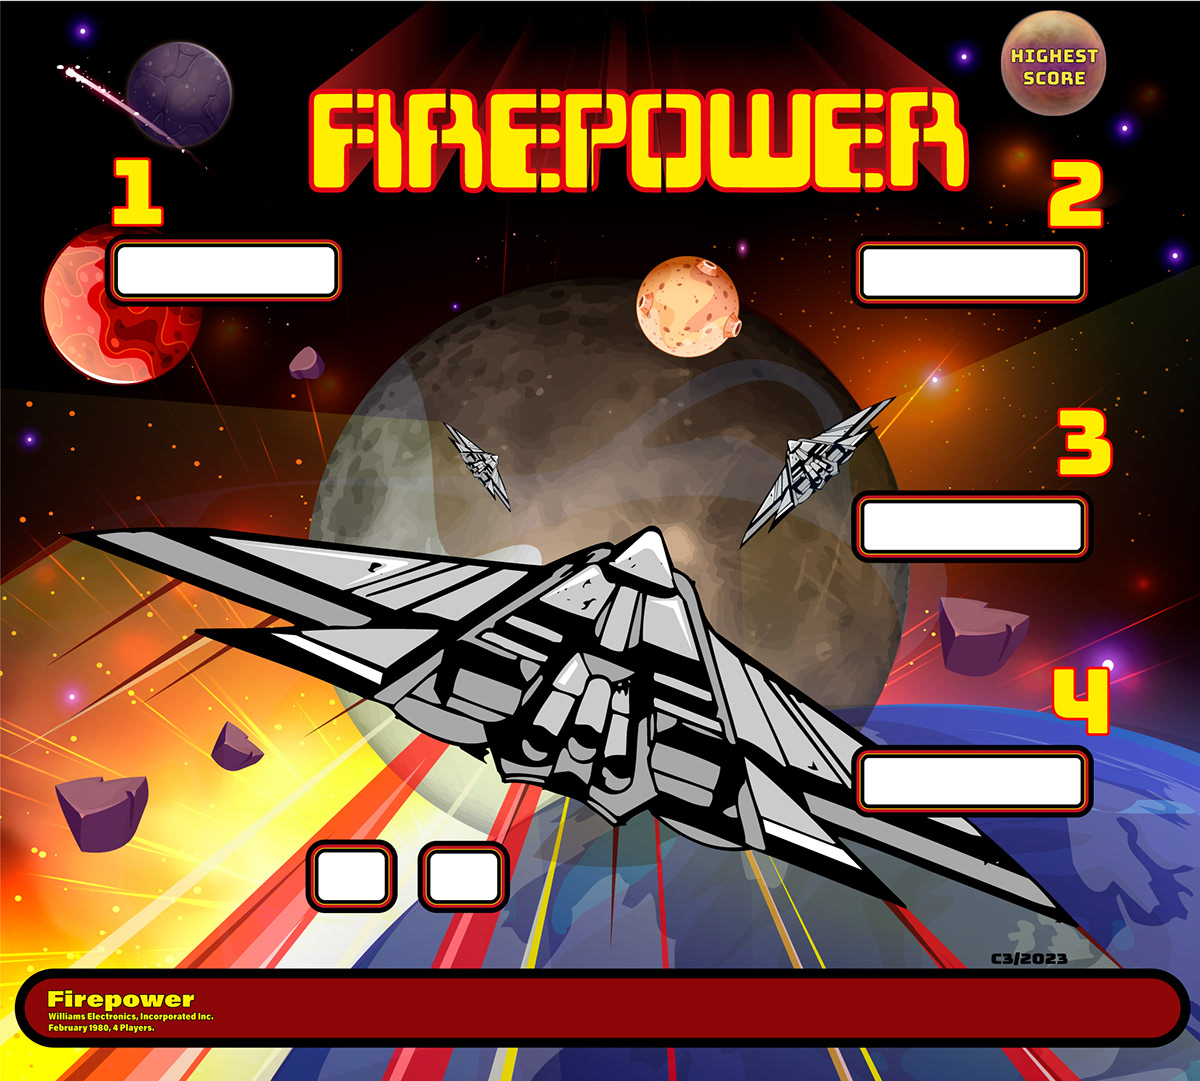 FIREPOWER
HIGHEST
SCORE
1
2
3
4
C3/2023
Firepower
Williams Electronics, Incorporated Inc.
February 1980, 4 Players.